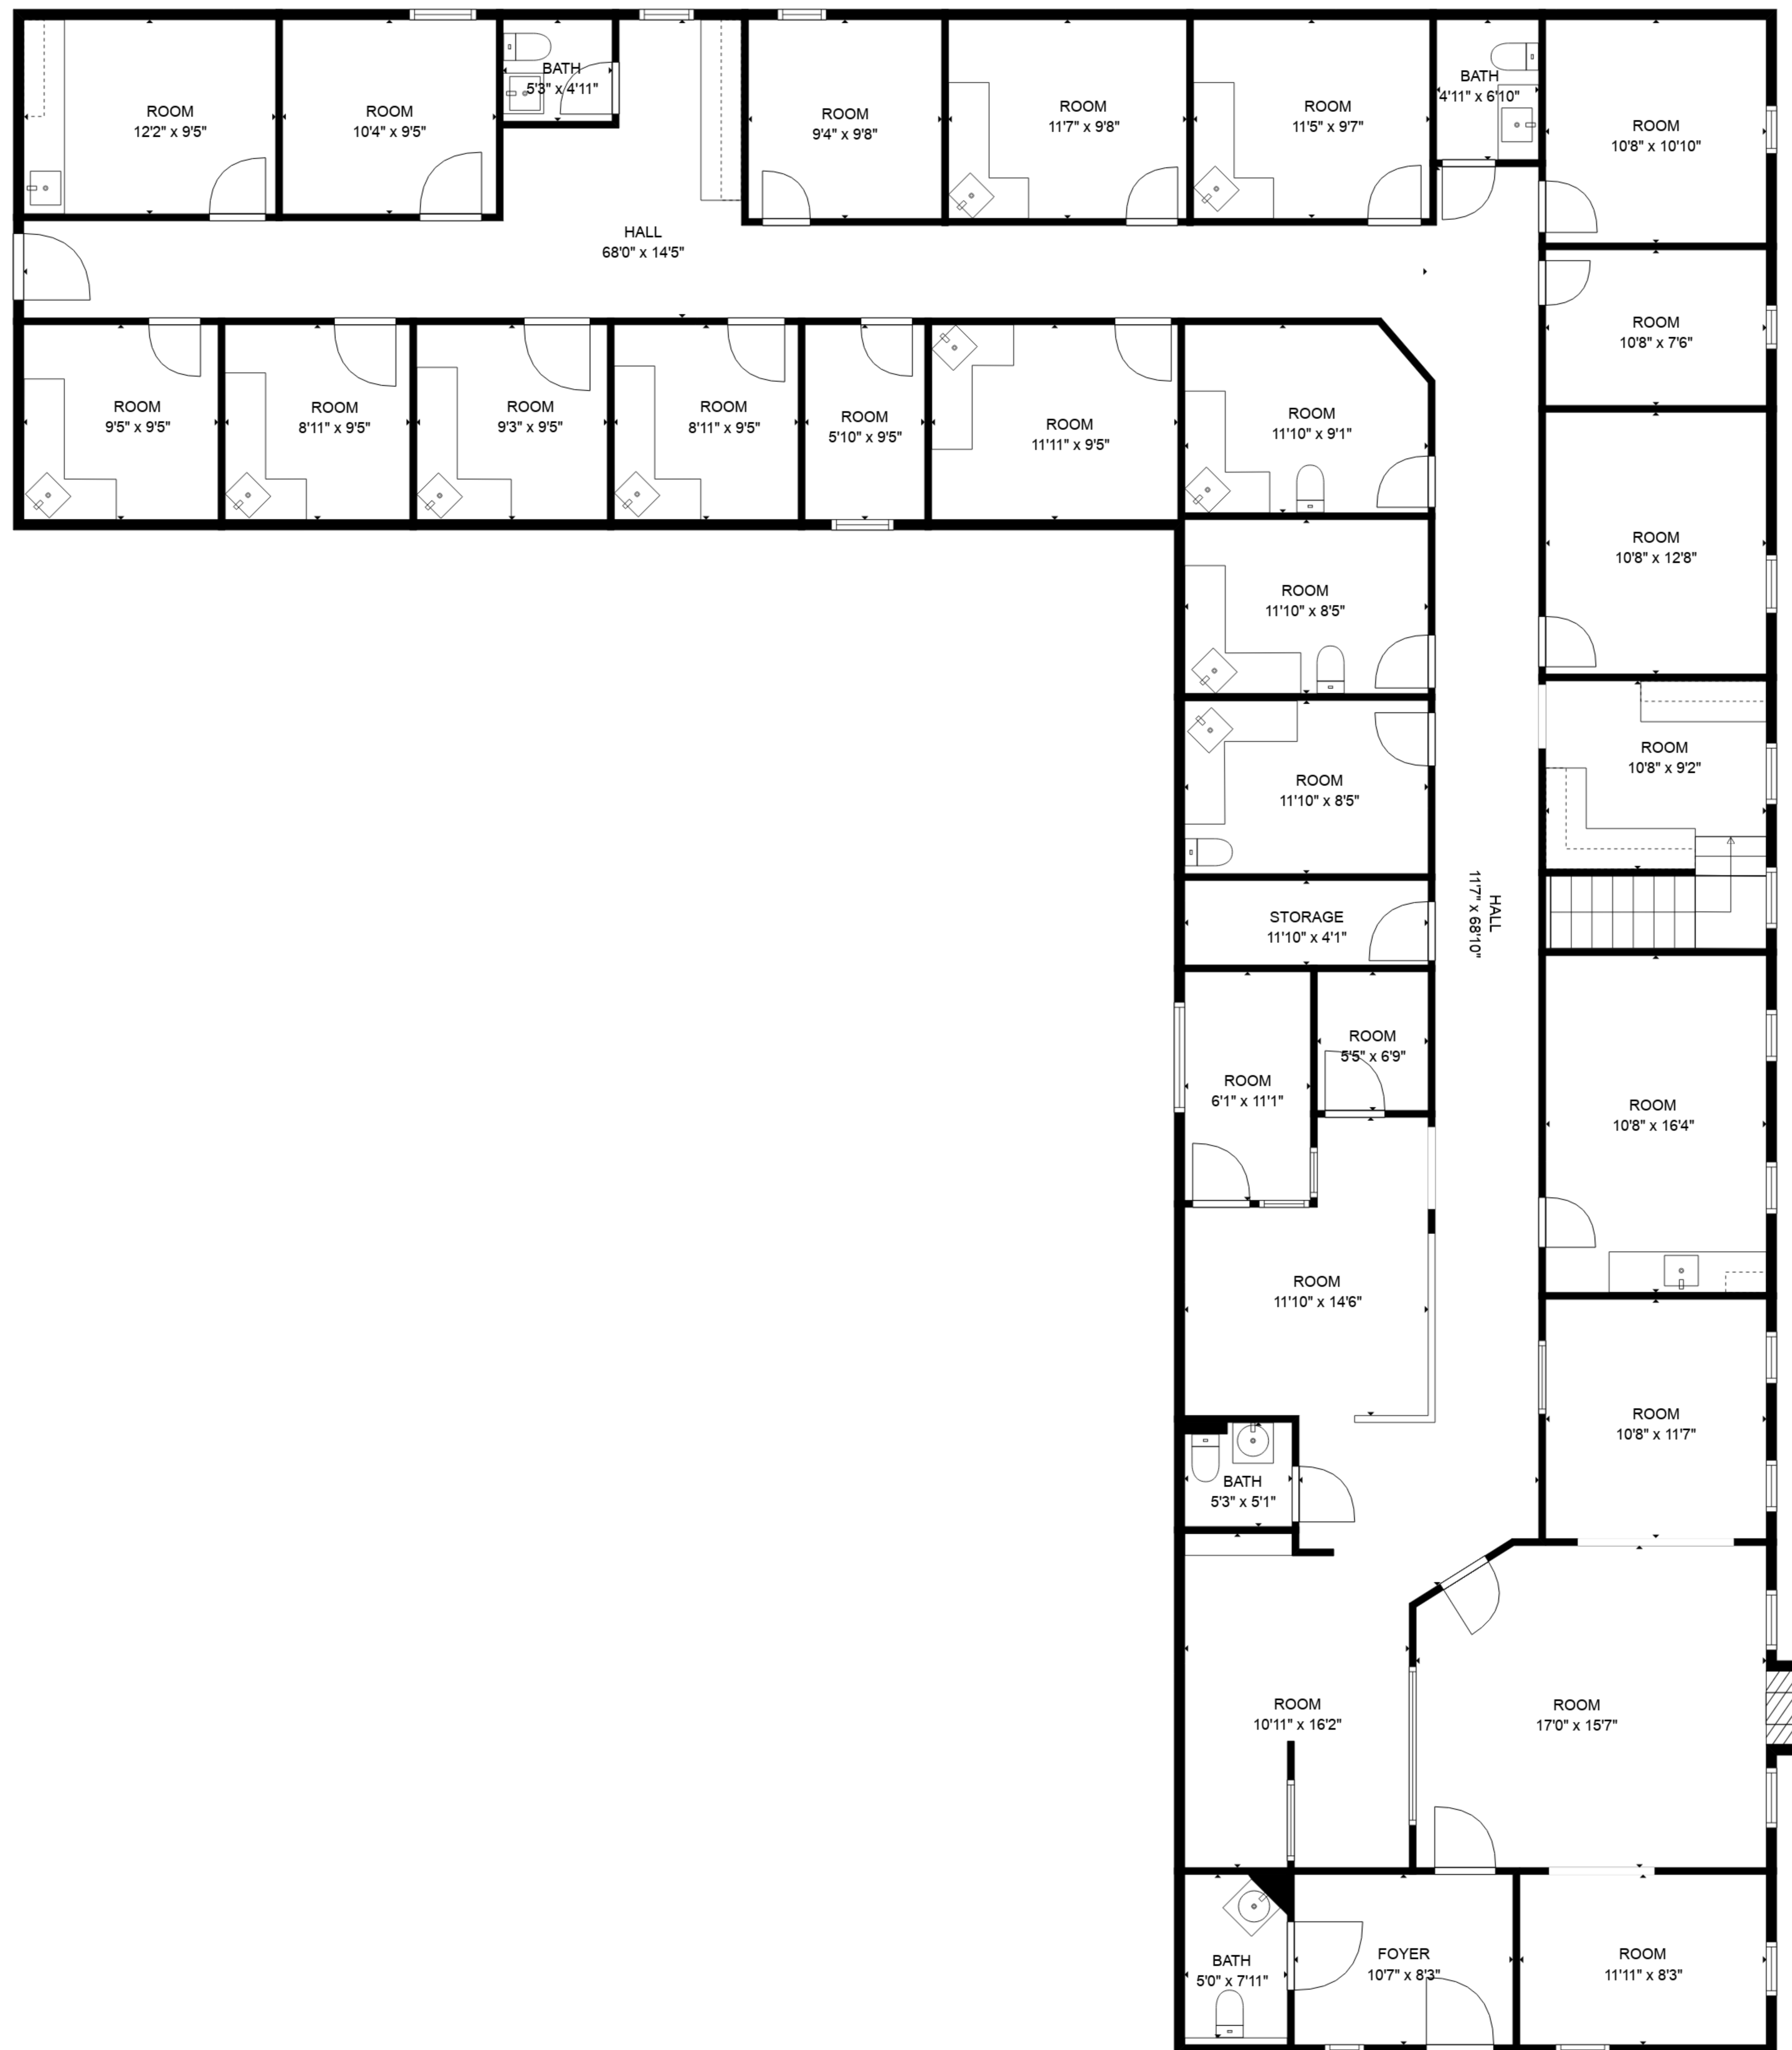 ROOM
12'2" x 9'5"
ROOM
10'4" x 9'5"
BATH
5'3" x 4'11"
ROOM
9'4" x 9'8"
ROOM
11'7" x 9'8"
ROOM
11'5" x 9'7"
BATH
4'11" x 6'10"
ROOM
10'8" x 10'10"
HALL
68'0" x 14'5"
ROOM
10'8" x 7'6"
ROOM
9'5" x 9'5"
ROOM
8'11" x 9'5"
ROOM
9'3" x 9'5"
ROOM
8'11" x 9'5"
ROOM
5'10" x 9'5"
ROOM
11'11" x 9'5"
ROOM
11'10" x 9'1"
ROOM
10'8" x 12'8"
ROOM
11'10" x 8'5"
ROOM
10'8" x 9'2"
ROOM
11'10" x 8'5"
HALL
11'7" x 68'10"
STORAGE
11'10" x 4'1"
ROOM
5'5" x 6'9"
ROOM
6'1" x 11'1"
ROOM
10'8" x 16'4"
ROOM
11'10" x 14'6"
ROOM
10'8" x 11'7"
BATH
5'3" x 5'1"
ROOM
10'11" x 16'2"
ROOM
17'0" x 15'7"
BATH
5'0" x 7'11"
FOYER
10'7" x 8'3"
ROOM
11'11" x 8'3"